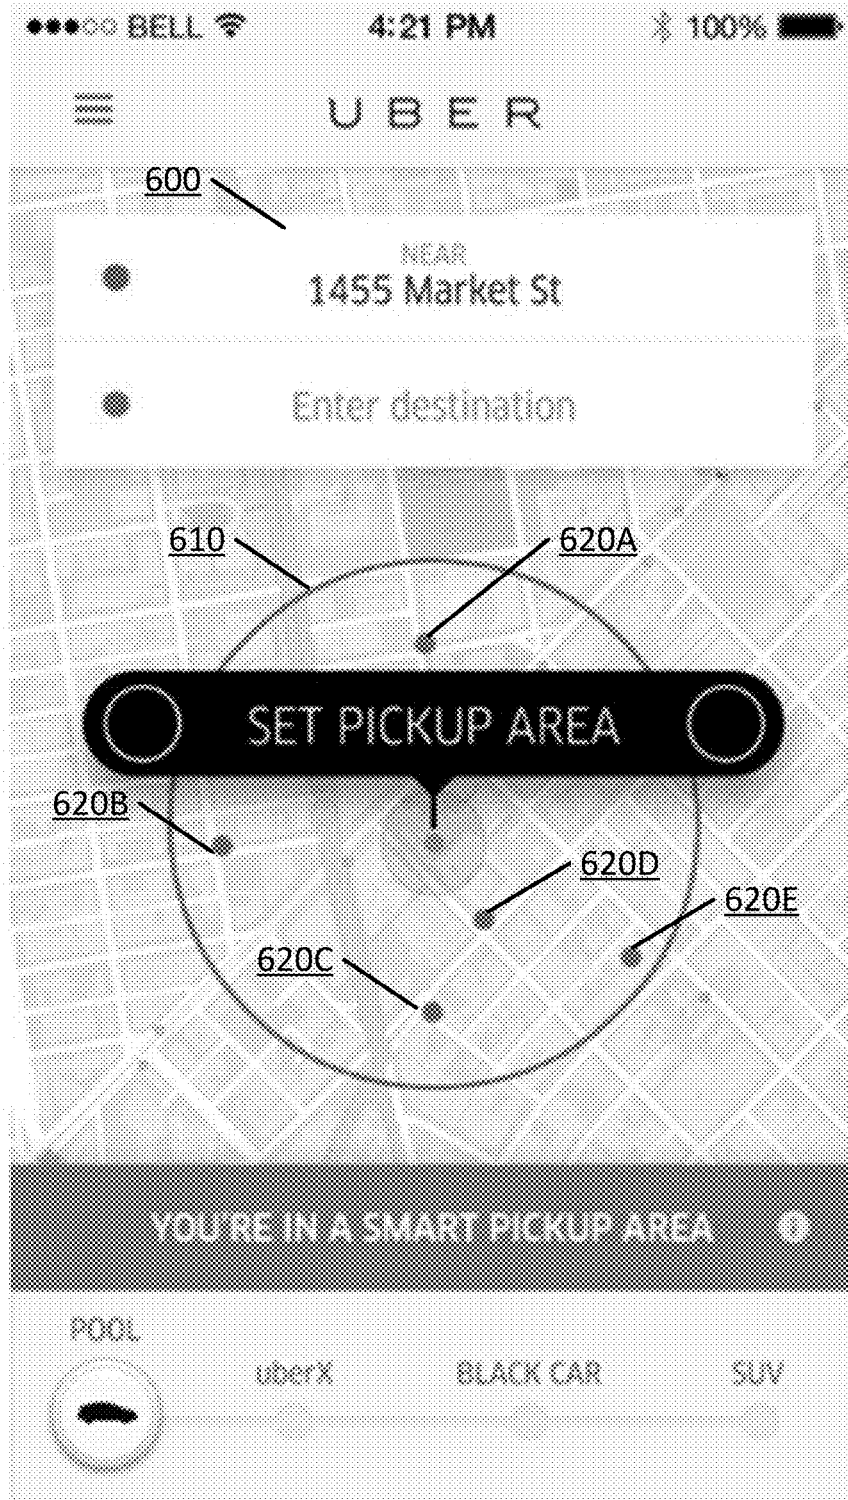 BELL 4:21 PM 100%
UBER
600
NEAR
1455 Market St
Enter destination
610
620A
SET PICKUP AREA
620B
620D
620E
620C
YOU'RE IN A SMART PICKUP AREA i
POOL
uberX BLACK CAR SUV